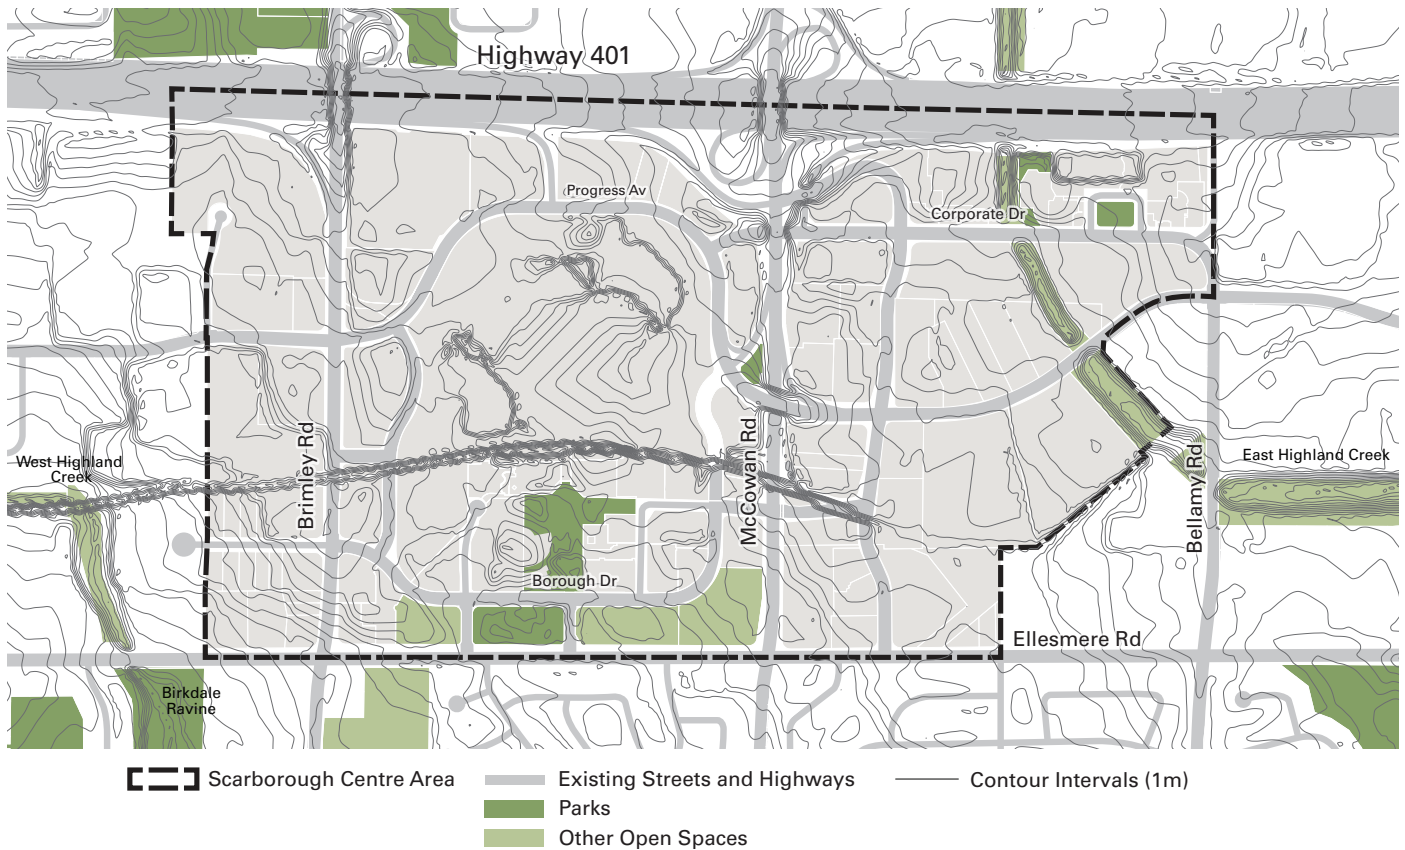 Highway 401
Progress Av
Corporate Dr
Brimley Rd
McCowan Rd
West Highland
Creek
East Highland Creek
Bellamy Rd
Borough Dr
Ellesmere Rd
Birkdale
Ravine
Scarborough Centre Area
Existing Streets and Highways
Contour Intervals (1m)
Parks
Other Open Spaces